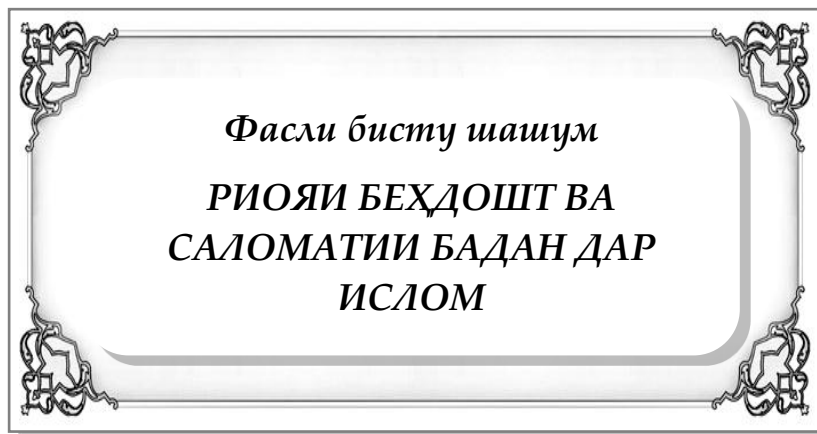 Фасли бисту шашум
РИОЯИ БЕҲДОШТ ВА
САЛОМАТИИ БАДАН ДАР
ИСЛОМ